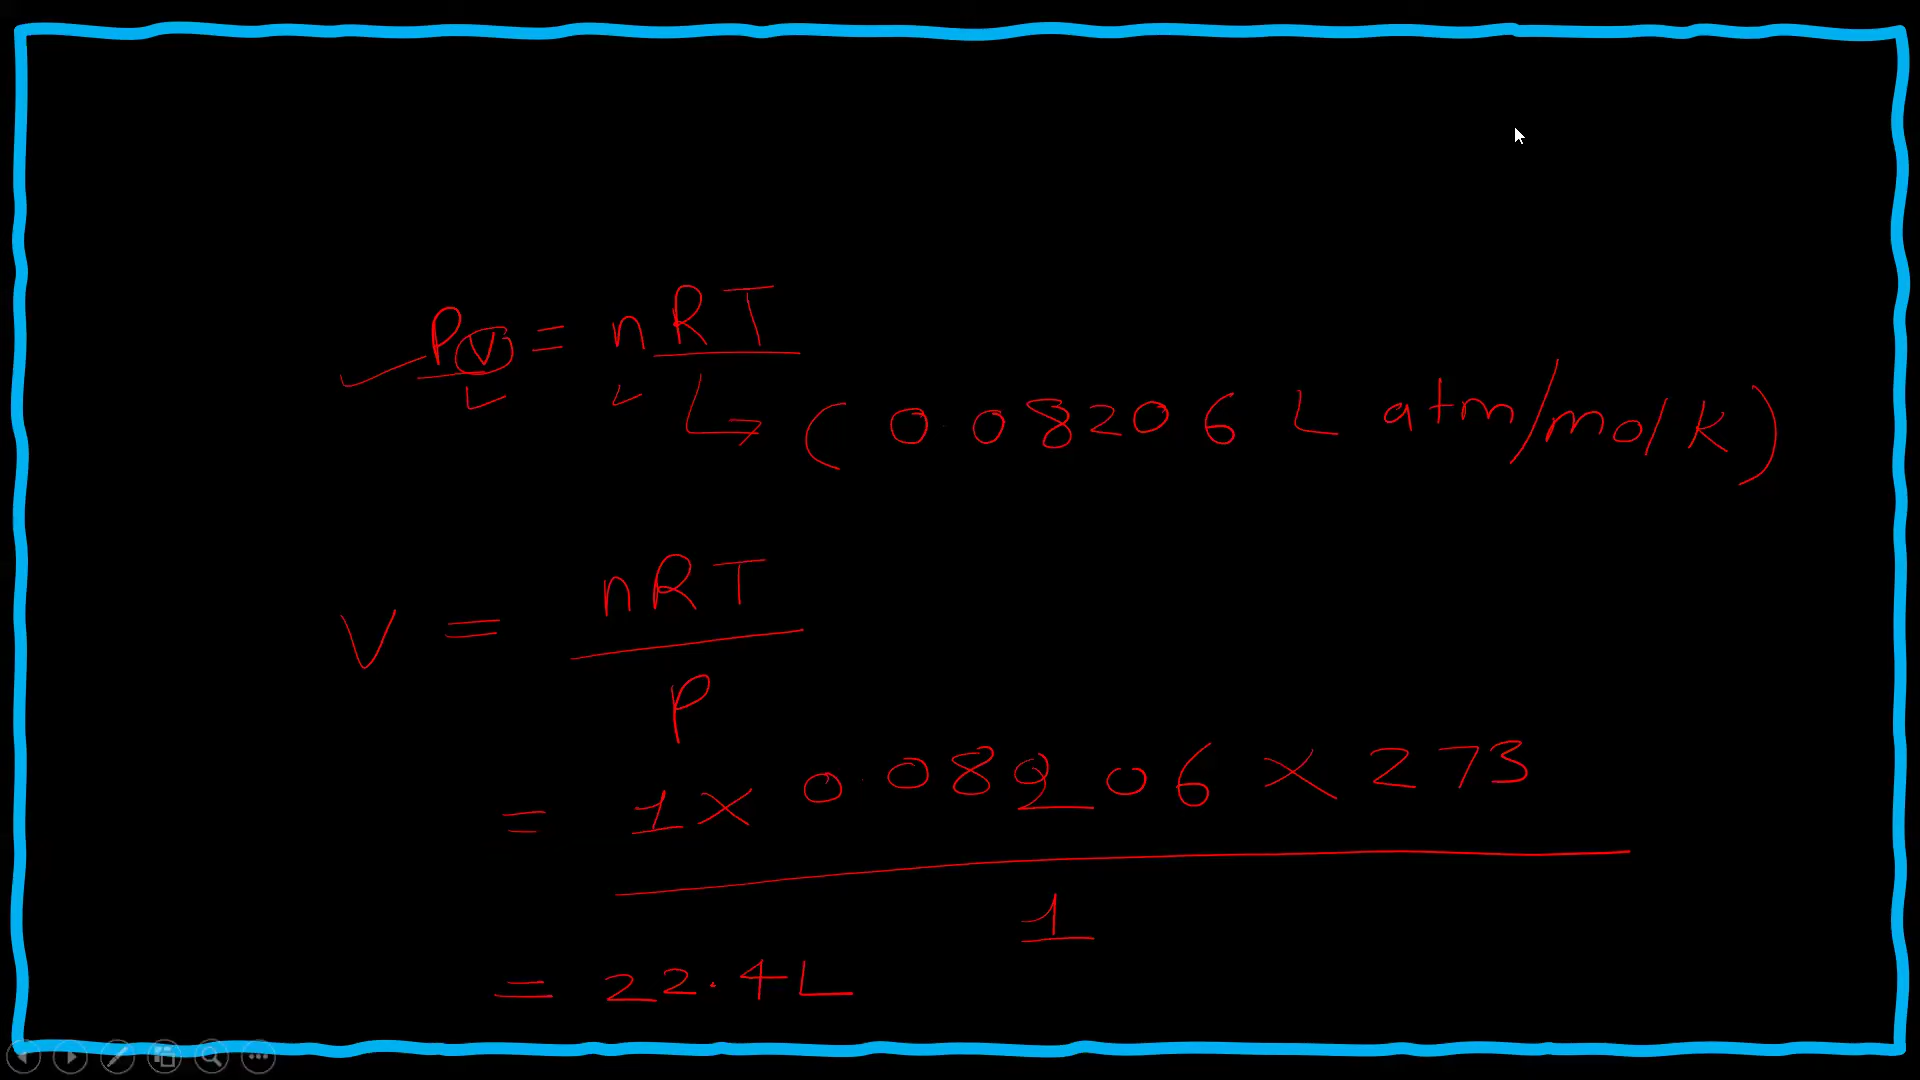 PV = nRT
(0.08206 L atm/mol K)
V = nRT
P
= 1 x 0.08206 x 273
1
= 22.4L